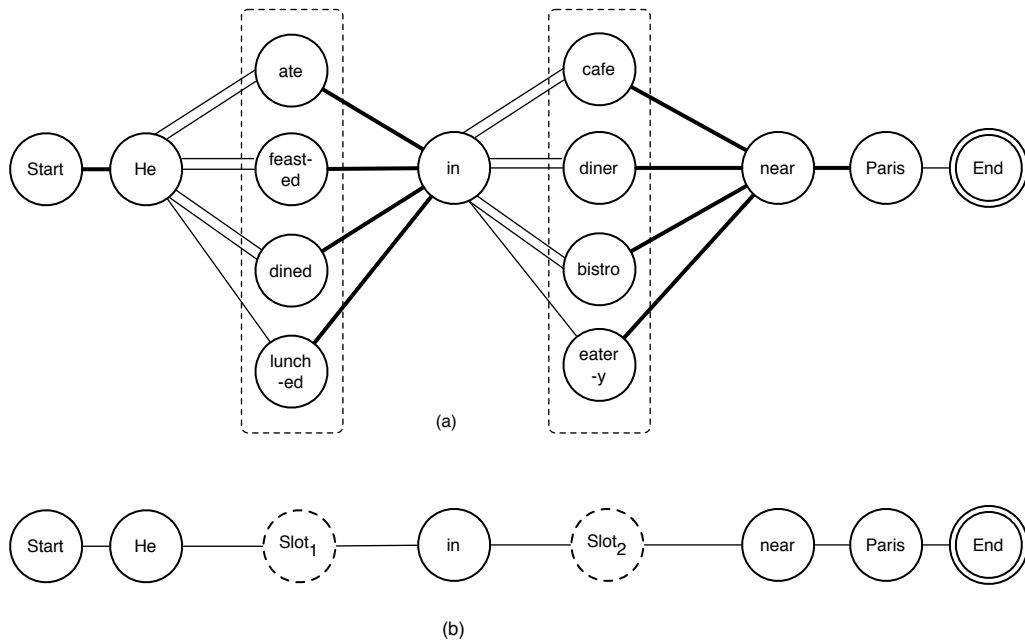 ate
cafe
Start
He
feast-
ed
in
diner
near
Paris
End
dined
bistro
lunch
-ed
eater
-y
(a)
Start
He
Slot1
in
Slot2
near
Paris
End
(b)